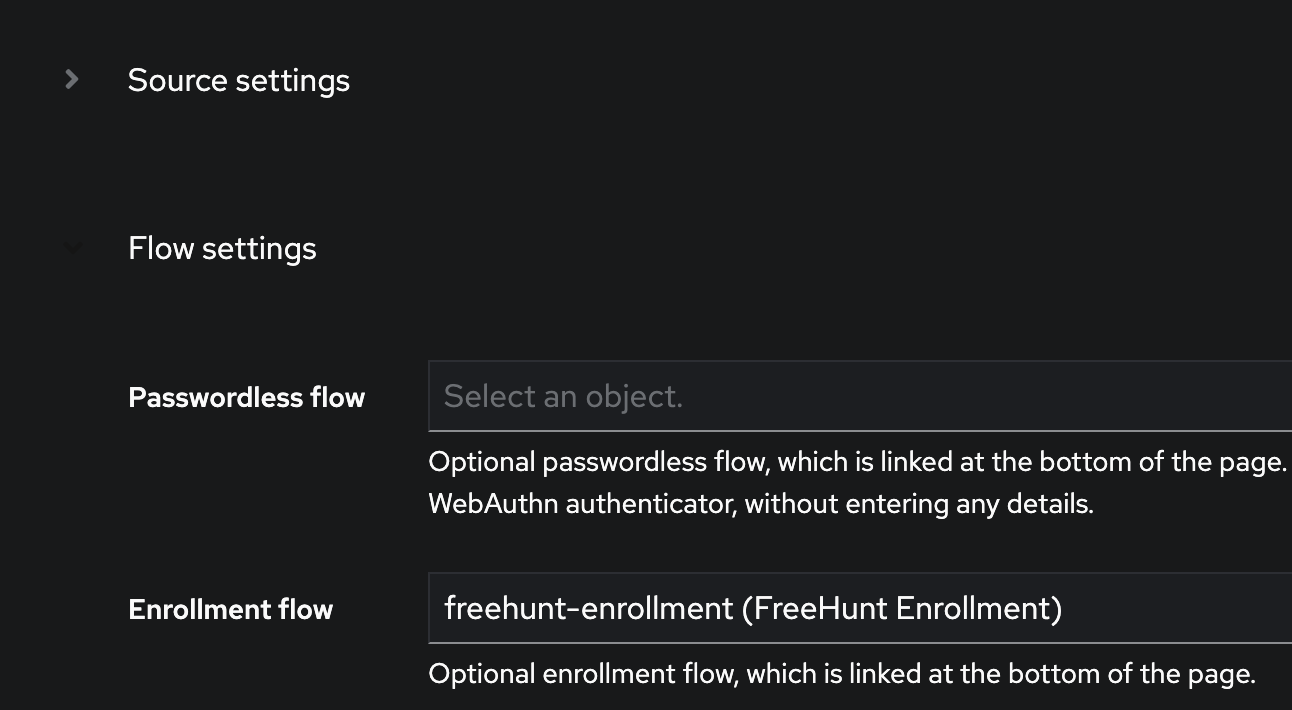 Source settings
Flow settings
Passwordless flow
Select an object.
Optional passwordless flow, which is linked at the bottom of the page.
WebAuthn authenticator, without entering any details.
Enrollment flow
freehunt-enrollment (FreeHunt Enrollment)
Optional enrollment flow, which is linked at the bottom of the page.